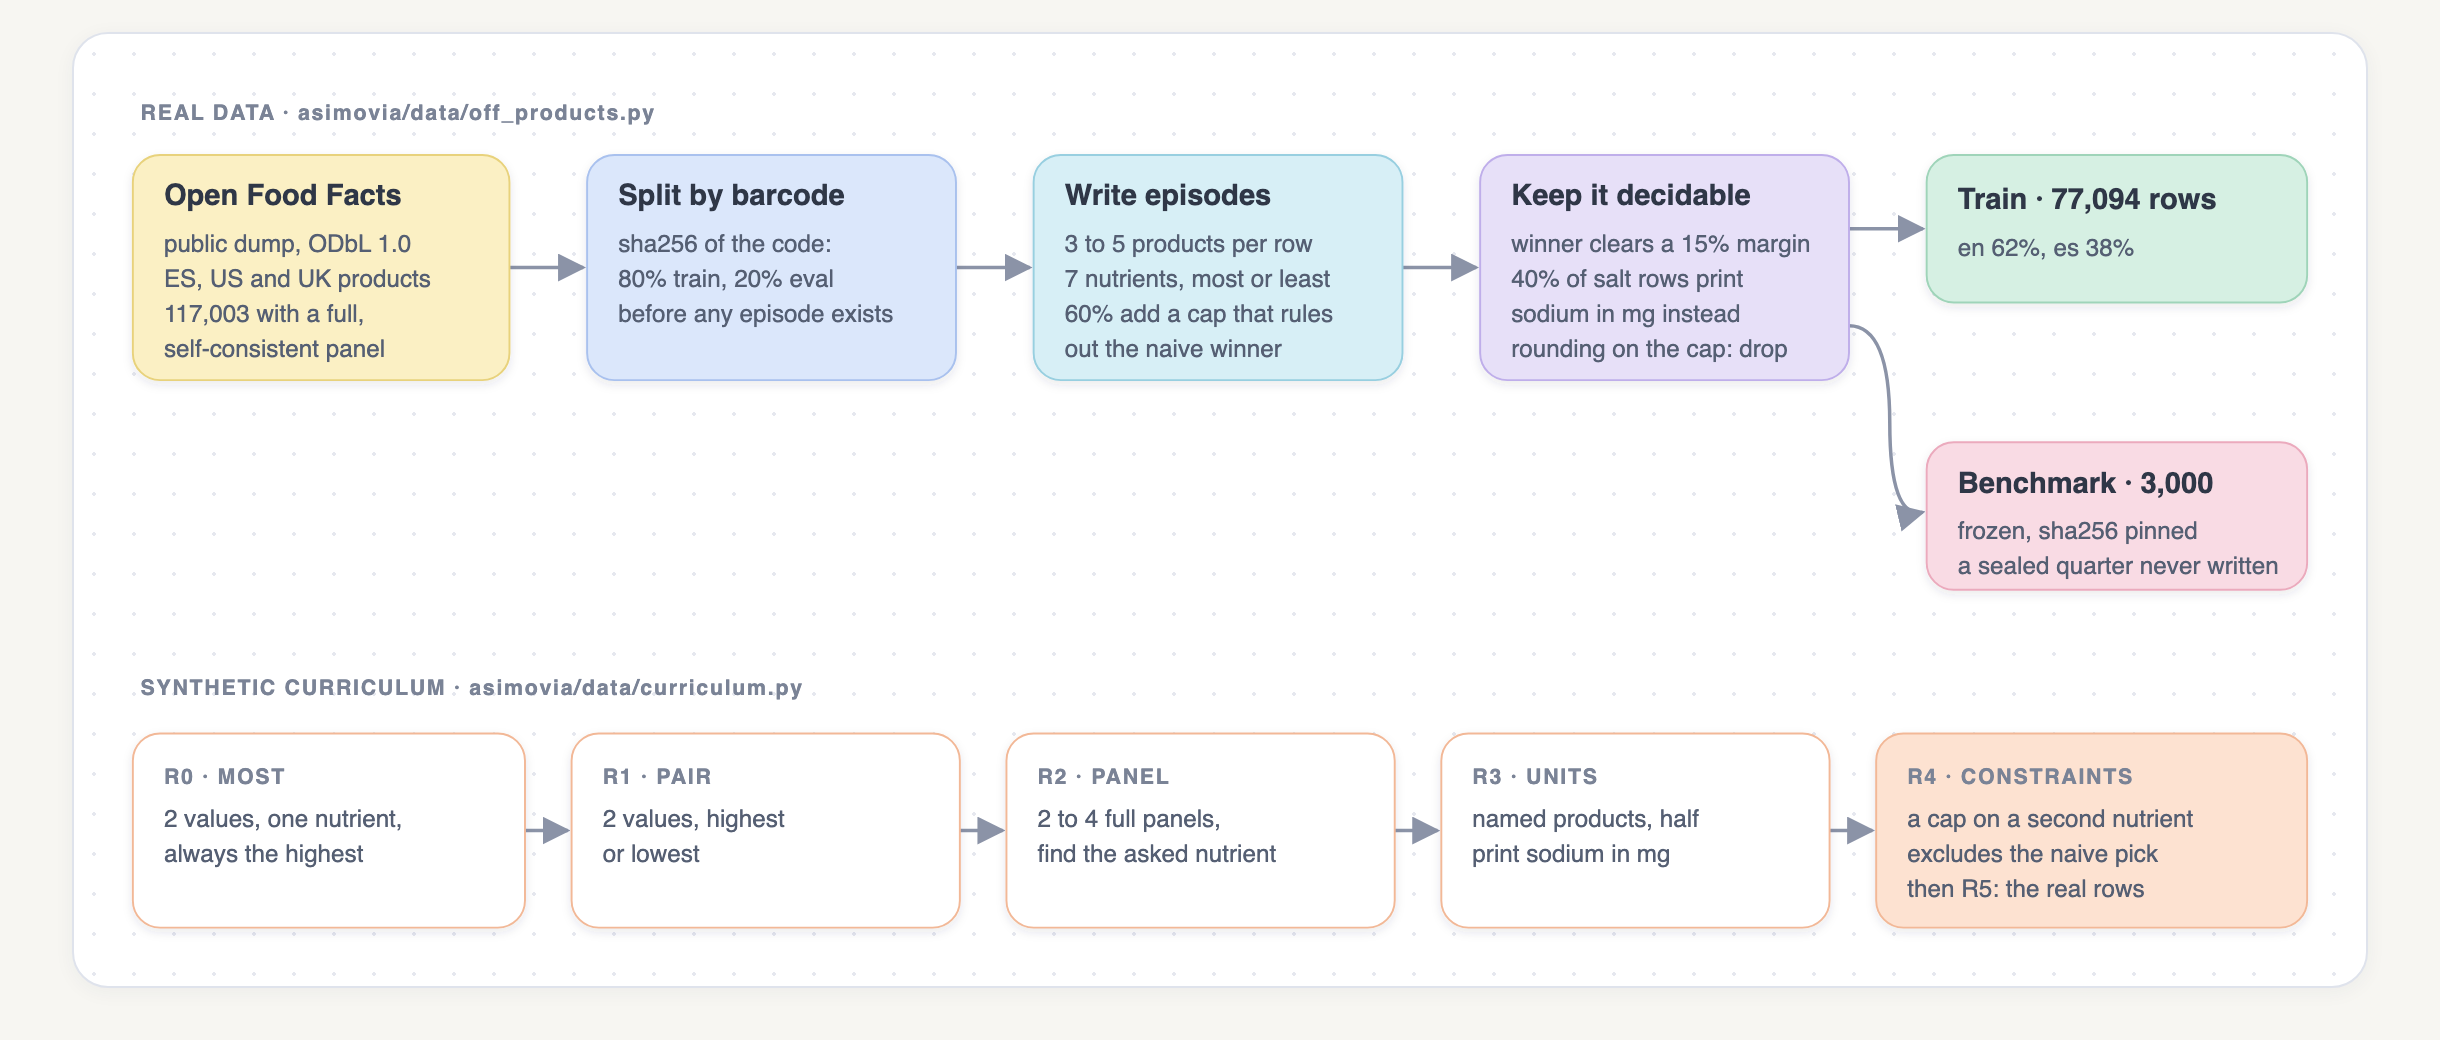 REAL DATA · asimovia/data/off_products.py
Open Food Facts
public dump, ODbL 1.0
ES, US and UK products
117,003 with a full,
self-consistent panel
Split by barcode
sha256 of the code:
80% train, 20% eval
before any episode exists
Write episodes
3 to 5 products per row
7 nutrients, most or least
60% add a cap that rules
out the naive winner
Keep it decidable
winner clears a 15% margin
40% of salt rows print
sodium in mg instead
rounding on the cap: drop
Train · 77,094 rows
en 62%, es 38%
Benchmark · 3,000
frozen, sha256 pinned
a sealed quarter never written
SYNTHETIC CURRICULUM · asimovia/data/curriculum.py
R0 · MOST
2 values, one nutrient,
always the highest
R1 · PAIR
2 values, highest
or lowest
R2 · PANEL
2 to 4 full panels,
find the asked nutrient
R3 · UNITS
named products, half
print sodium in mg
R4 · CONSTRAINTS
a cap on a second nutrient
excludes the naive pick
then R5: the real rows